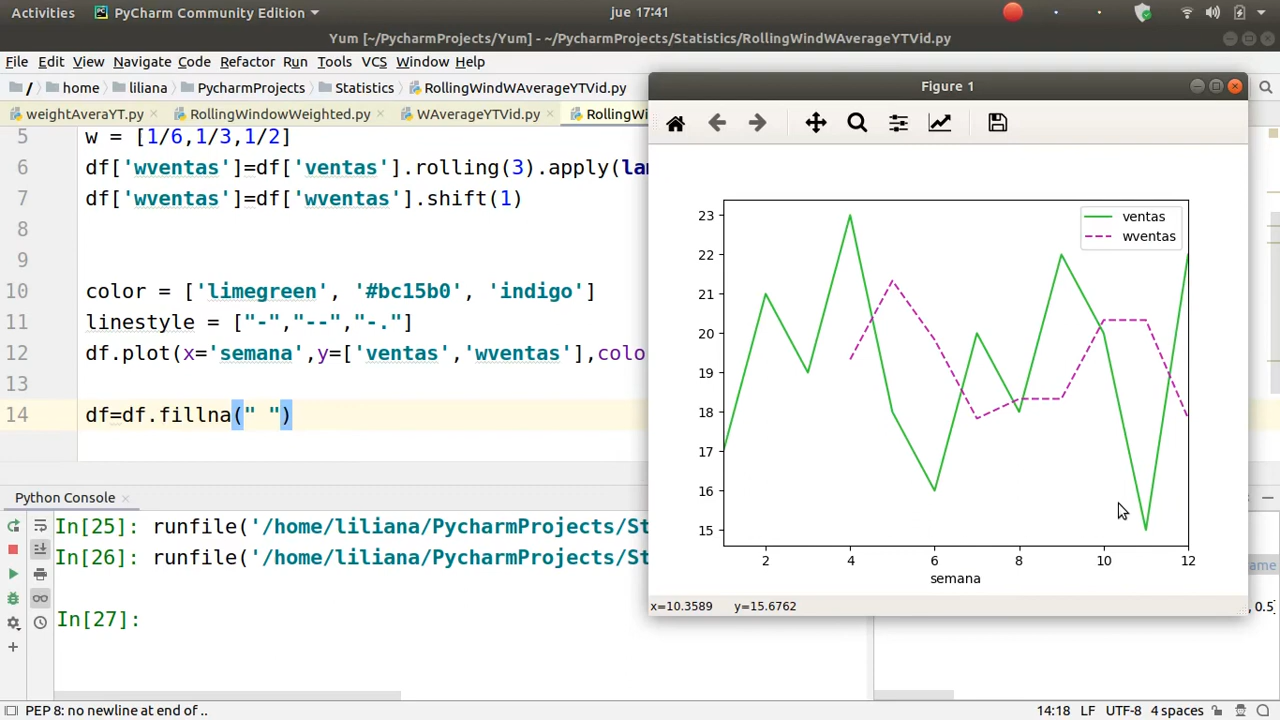 Activities PyCharm Community Edition jue 17:41
Yum [~/PycharmProjects/Yum] - ~/PycharmProjects/Statistics/RollingWindWAverageYTVid.py
File Edit View Navigate Code Refactor Run Tools VCS Window Help
/ home liliana PycharmProjects Statistics RollingWindWAverageYTVid.py
weightAveraYT.py RollingWindowWeighted.py WAverageYTVid.py RollingWi
5 w = [1/6,1/3,1/2]
6 df['wventas']=df['ventas'].rolling(3).apply(la
7 df['wventas']=df['wventas'].shift(1)
8
9
10 color = ['limegreen', '#bc15b0', 'indigo']
11 linestyle = ["-","--","-."]
12 df.plot(x='semana',y=['ventas','wventas'],colo
13
14 df=df.fillna(" ")
Python Console
In[25]: runfile('/home/liliana/PycharmProjects/St
In[26]: runfile('/home/liliana/PycharmProjects/St
In[27]:
Figure 1
ventas
wventas
23
22
21
20
19
18
17
16
15
2 4 6 8 10 12
semana
x=10.3589 y=15.6762
ame
, 0.5
PEP 8: no newline at end of .. 14:18 LF UTF-8 4 spaces